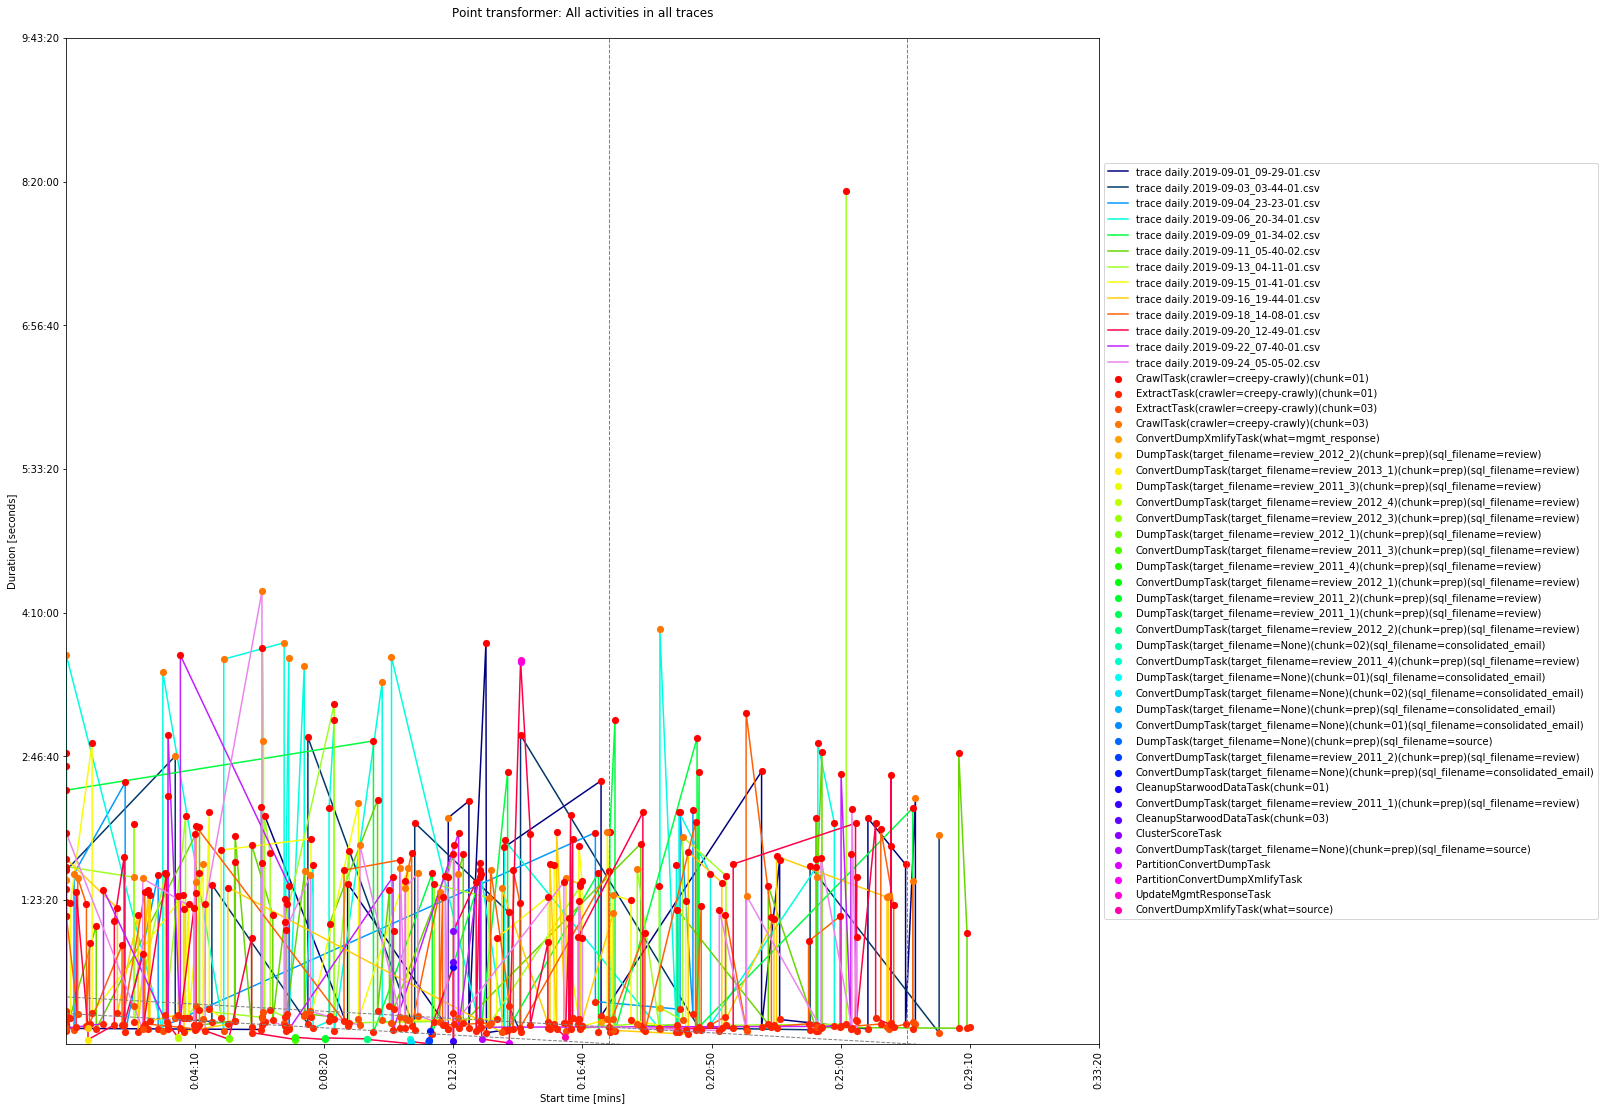 Point transformer: All activities in all traces
9:43:20
8:20:00
6:56:40
5:33:20
4:10:00
2:46:40
1:23:20
Duration [seconds]
0:04:10
0:08:20
0:12:30
0:16:40
0:20:50
0:25:00
0:29:10
0:33:20
Start time [mins]
trace daily.2019-09-01_09-29-01.csv
trace daily.2019-09-03_03-44-01.csv
trace daily.2019-09-04_23-23-01.csv
trace daily.2019-09-06_20-34-01.csv
trace daily.2019-09-09_01-34-02.csv
trace daily.2019-09-11_05-40-02.csv
trace daily.2019-09-13_04-11-01.csv
trace daily.2019-09-15_01-41-01.csv
trace daily.2019-09-16_19-44-01.csv
trace daily.2019-09-18_14-08-01.csv
trace daily.2019-09-20_12-49-01.csv
trace daily.2019-09-22_07-40-01.csv
trace daily.2019-09-24_05-05-02.csv
CrawlTask(crawler=creepy-crawly)(chunk=01)
ExtractTask(crawler=creepy-crawly)(chunk=01)
ExtractTask(crawler=creepy-crawly)(chunk=03)
CrawlTask(crawler=creepy-crawly)(chunk=03)
ConvertDumpXmlifyTask(what=mgmt_response)
DumpTask(target_filename=review_2012_2)(chunk=prep)(sql_filename=review)
ConvertDumpTask(target_filename=review_2013_1)(chunk=prep)(sql_filename=review)
DumpTask(target_filename=review_2011_3)(chunk=prep)(sql_filename=review)
ConvertDumpTask(target_filename=review_2012_4)(chunk=prep)(sql_filename=review)
ConvertDumpTask(target_filename=review_2012_3)(chunk=prep)(sql_filename=review)
DumpTask(target_filename=review_2012_1)(chunk=prep)(sql_filename=review)
ConvertDumpTask(target_filename=review_2011_3)(chunk=prep)(sql_filename=review)
DumpTask(target_filename=review_2011_4)(chunk=prep)(sql_filename=review)
ConvertDumpTask(target_filename=review_2012_1)(chunk=prep)(sql_filename=review)
DumpTask(target_filename=review_2011_2)(chunk=prep)(sql_filename=review)
DumpTask(target_filename=review_2011_1)(chunk=prep)(sql_filename=review)
ConvertDumpTask(target_filename=review_2012_2)(chunk=prep)(sql_filename=review)
DumpTask(target_filename=None)(chunk=02)(sql_filename=consolidated_email)
ConvertDumpTask(target_filename=review_2011_4)(chunk=prep)(sql_filename=review)
DumpTask(target_filename=None)(chunk=01)(sql_filename=consolidated_email)
ConvertDumpTask(target_filename=None)(chunk=02)(sql_filename=consolidated_email)
DumpTask(target_filename=None)(chunk=prep)(sql_filename=consolidated_email)
ConvertDumpTask(target_filename=None)(chunk=01)(sql_filename=consolidated_email)
DumpTask(target_filename=None)(chunk=prep)(sql_filename=source)
ConvertDumpTask(target_filename=review_2011_2)(chunk=prep)(sql_filename=review)
ConvertDumpTask(target_filename=None)(chunk=prep)(sql_filename=consolidated_email)
CleanupStarwoodDataTask(chunk=01)
ConvertDumpTask(target_filename=review_2011_1)(chunk=prep)(sql_filename=review)
CleanupStarwoodDataTask(chunk=03)
ClusterScoreTask
ConvertDumpTask(target_filename=None)(chunk=prep)(sql_filename=source)
PartitionConvertDumpTask
PartitionConvertDumpXmlifyTask
UpdateMgmtResponseTask
ConvertDumpXmlifyTask(what=source)